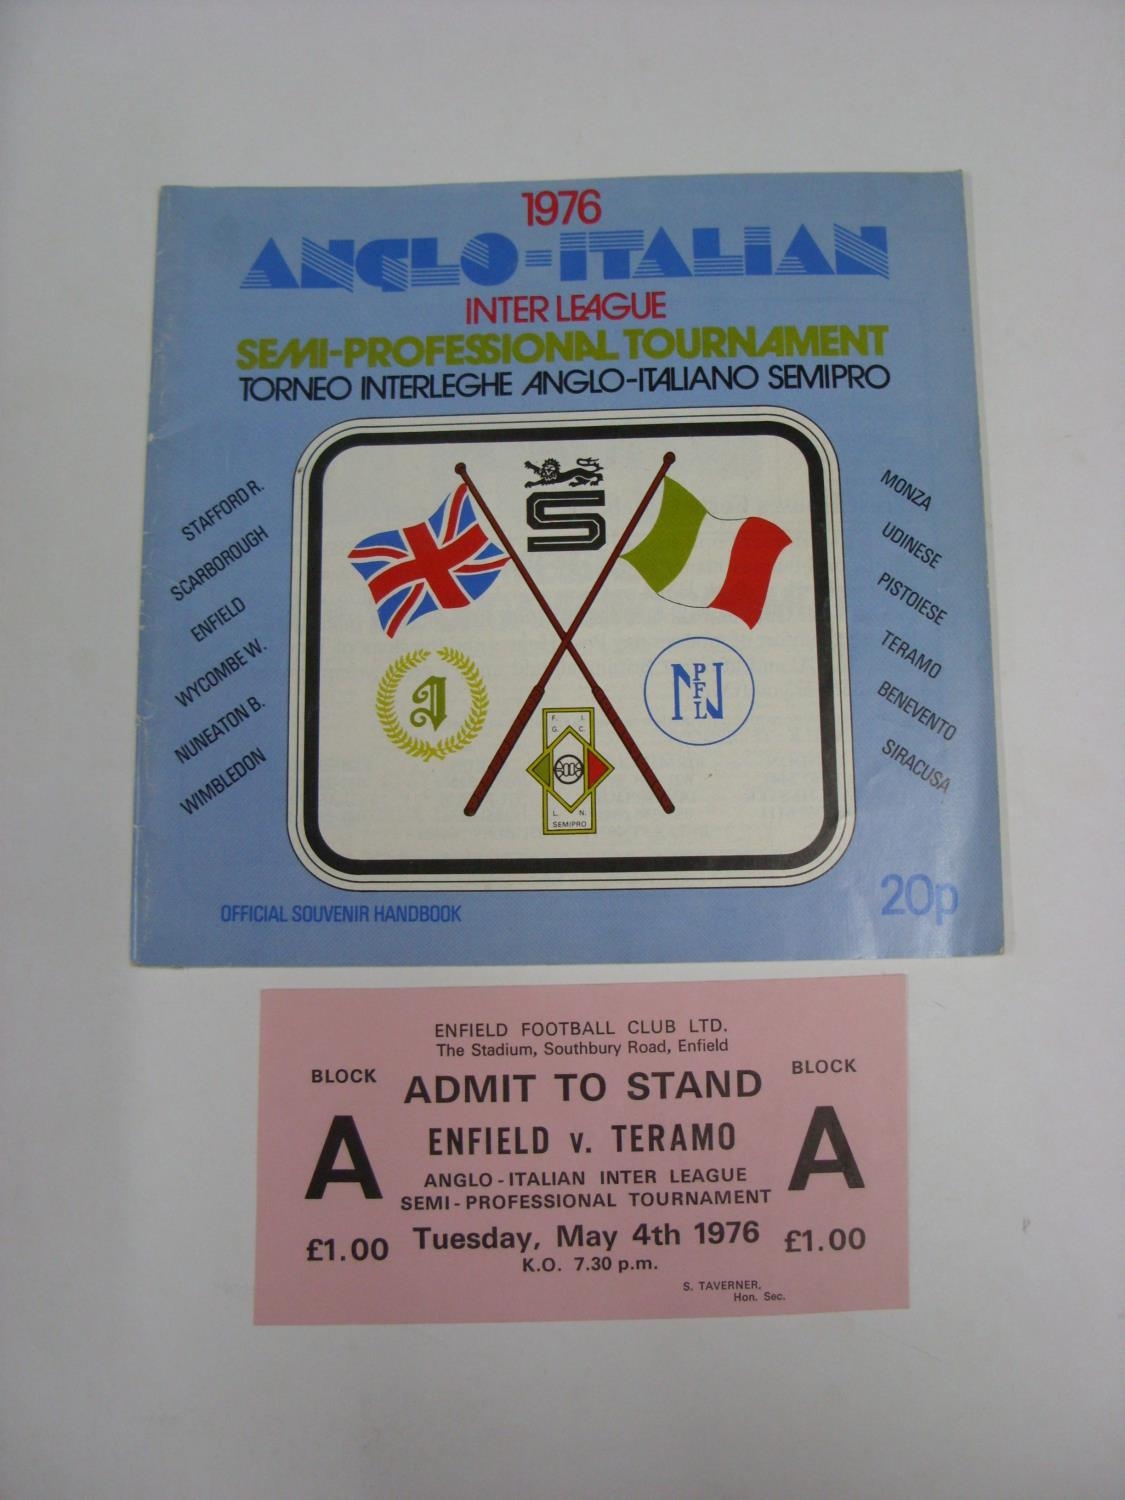 1976
ANGLO-ITALIAN
INTER LEAGUE
SEMI-PROFESSIONAL TOURNAMENT
TORNEO INTERLEGHE ANGLO-ITALIANO SEMIPRO
STAFFORD R.
SCARBOROUGH
ENFIELD
WYCOMBE W.
NUNEATON B.
WIMBLEDON
S
NPFL
F. I.
G. C.
L. N.
SEMIPRO
MONZA
UDINESE
PISTOIESE
TERAMO
BENEVENTO
SIRACUSA
OFFICIAL SOUVENIR HANDBOOK
20p
ENFIELD FOOTBALL CLUB LTD.
The Stadium, Southbury Road, Enfield
BLOCK
A
£1.00
ADMIT TO STAND
ENFIELD v. TERAMO
ANGLO-ITALIAN INTER LEAGUE
SEMI-PROFESSIONAL TOURNAMENT
Tuesday, May 4th 1976
K.O. 7.30 p.m.
S. TAVERNER,
Hon. Sec.
BLOCK
A
£1.00